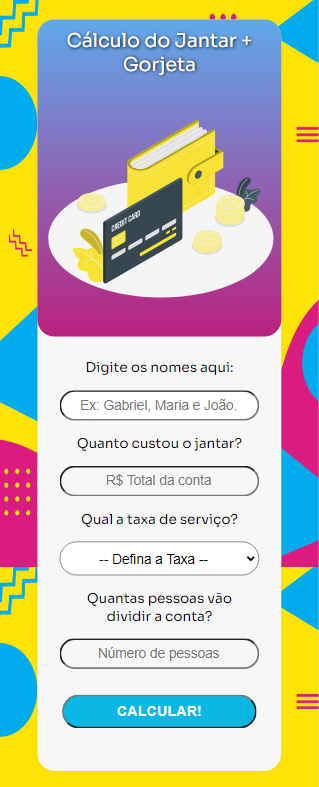 Cálculo do Jantar +
Gorjeta
CREDIT CARD
Digite os nomes aqui:
Ex: Gabriel, Maria e João.
Quanto custou o jantar?
R$ Total da conta
Qual a taxa de serviço?
-- Defina a Taxa --
Quantas pessoas vão
dividir a conta?
Número de pessoas
CALCULAR!